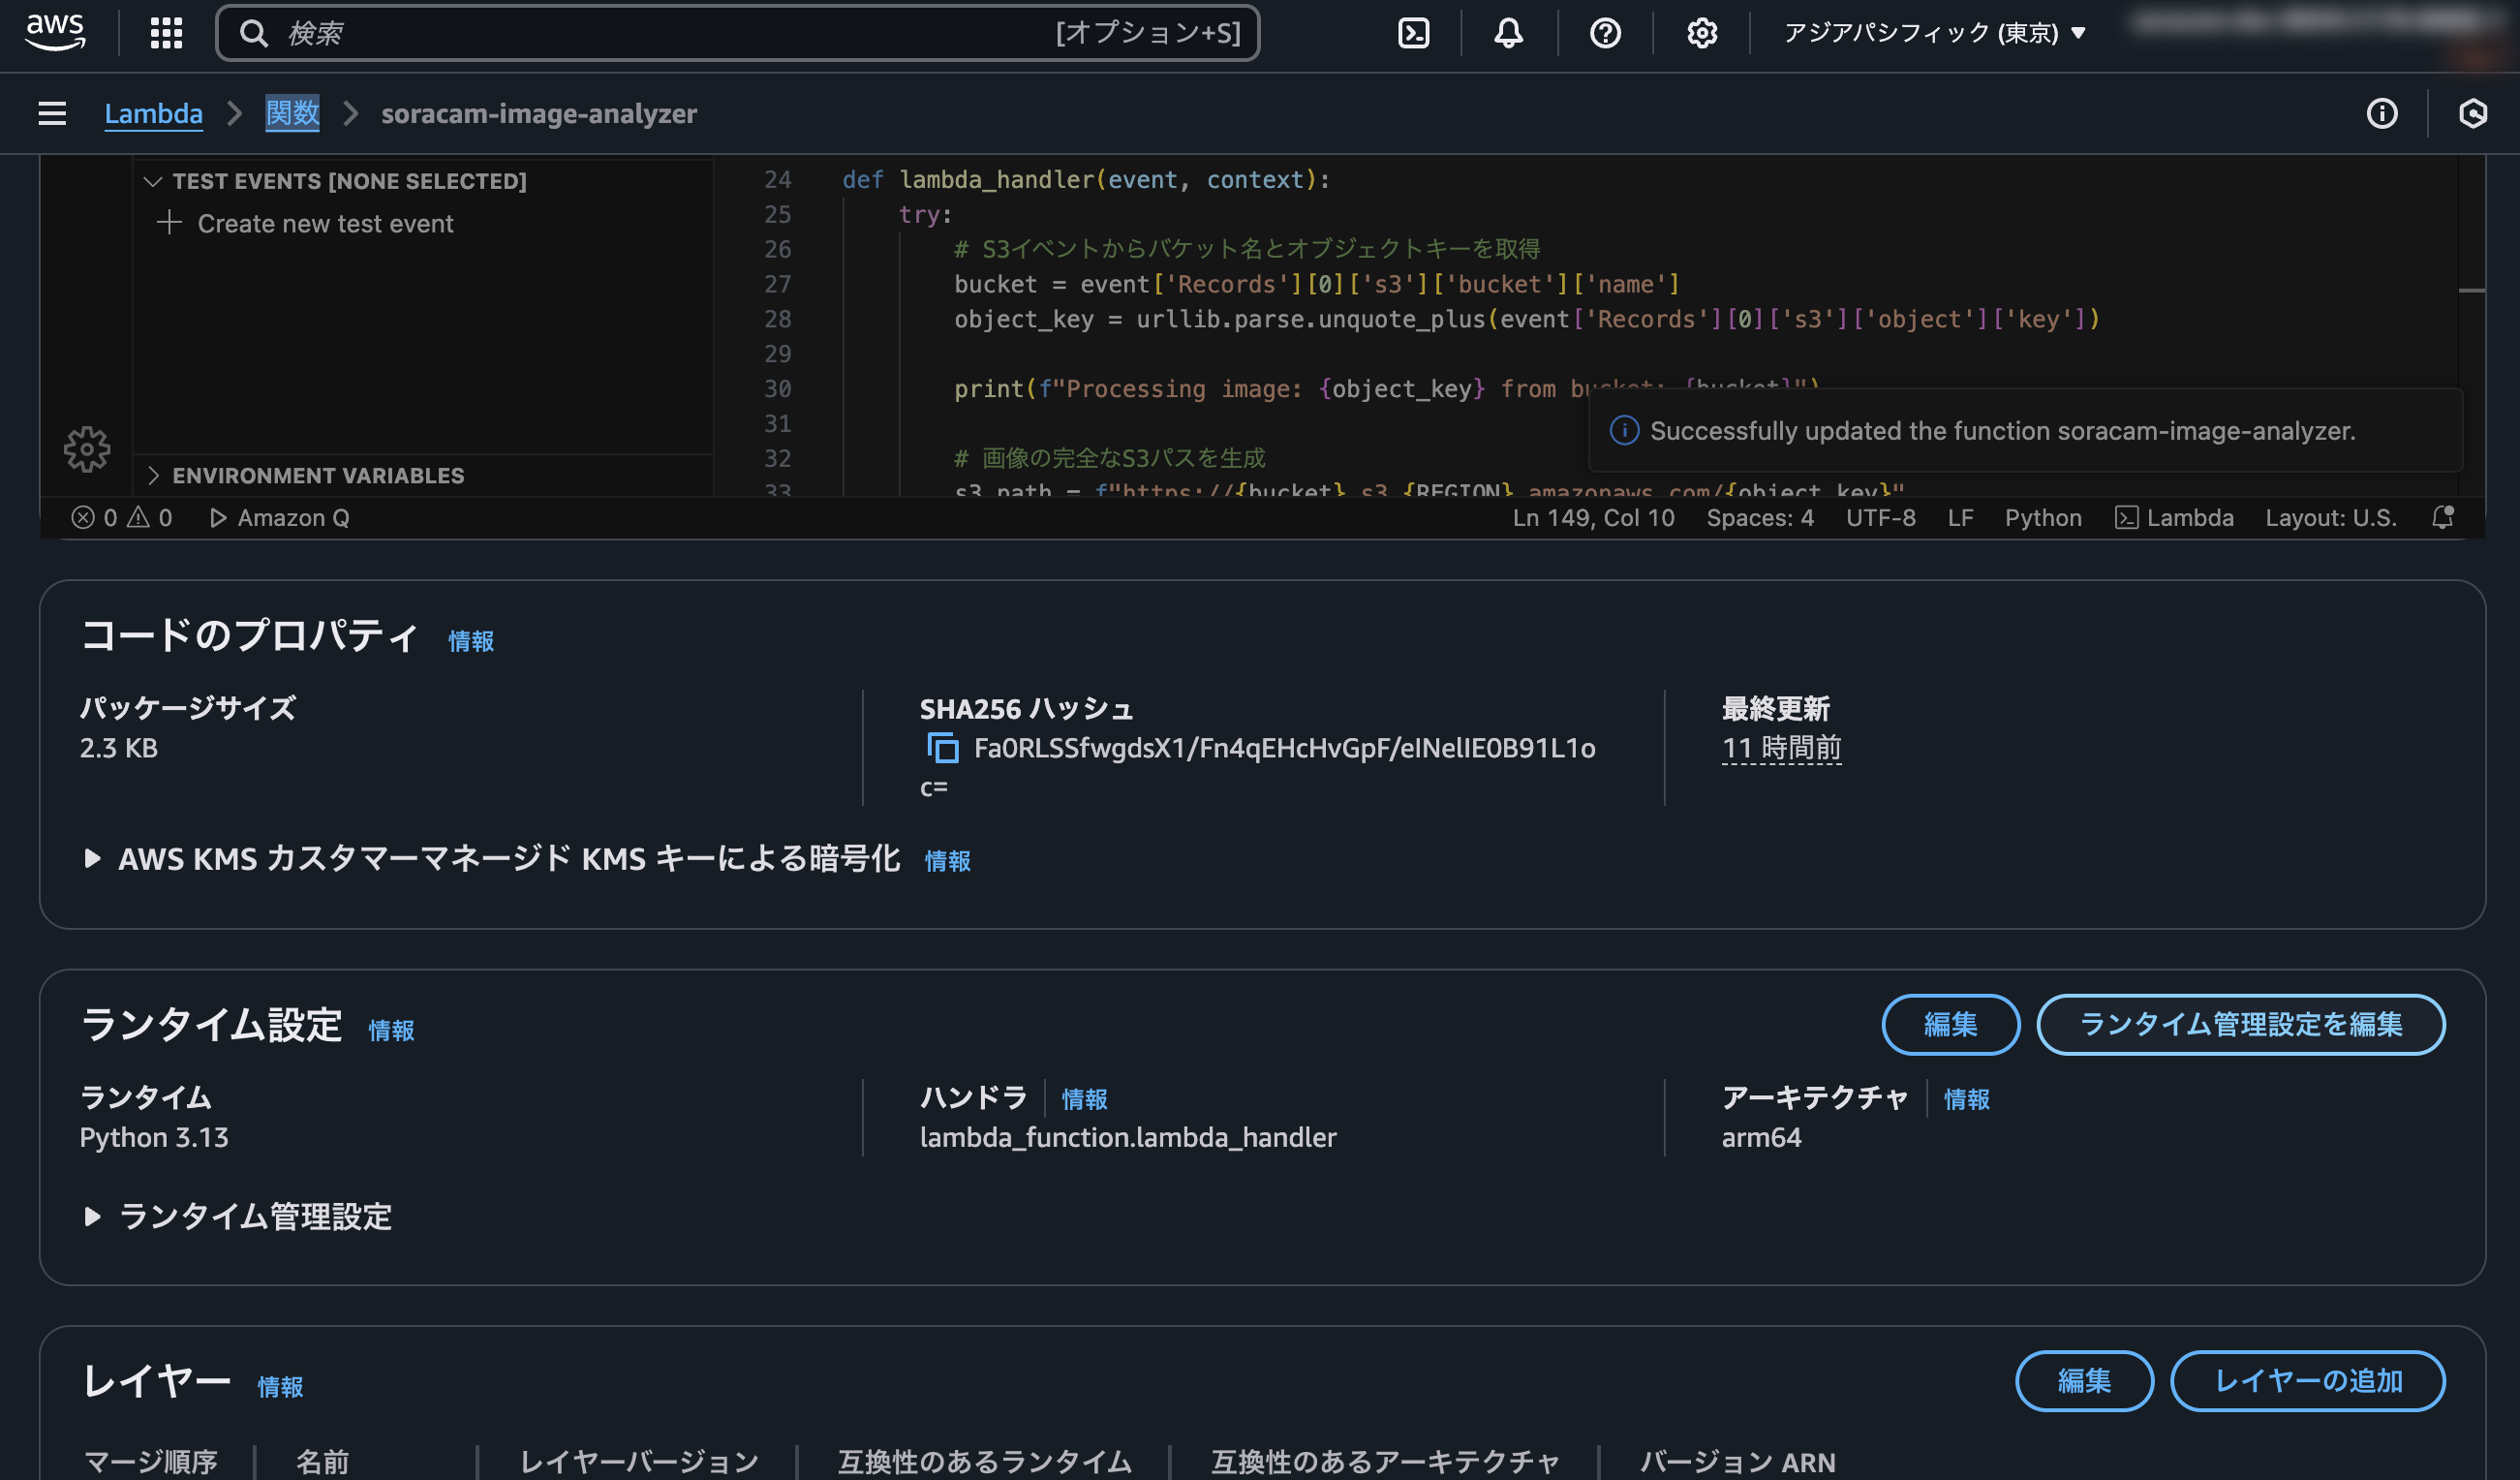 aws
検索 [オプション+S]
アジアパシフィック (東京)
Lambda 関数 soracam-image-analyzer
TEST EVENTS [NONE SELECTED]
Create new test event
ENVIRONMENT VARIABLES
24 def lambda_handler(event, context):
25 try:
26 # S3イベントからバケット名とオブジェクトキーを取得
27 bucket = event['Records'][0]['s3']['bucket']['name']
28 object_key = urllib.parse.unquote_plus(event['Records'][0]['s3']['object']['key'])
29
30 print(f"Processing image: {object_key} from bucket: {bucket}")
31
32 # 画像の完全なS3パスを生成
33 s3_path = f"https://{bucket}.s3.{REGION}.amazonaws.com/{object_key}"
Successfully updated the function soracam-image-analyzer.
0 0 Amazon Q Ln 149, Col 10 Spaces: 4 UTF-8 LF Python Lambda Layout: U.S.
コードのプロパティ 情報
パッケージサイズ
2.3 KB
SHA256 ハッシュ
Fa0RLSSfwgdsX1/Fn4qEHcHvGpF/eINelIE0B91L1o
c=
最終更新
11 時間前
AWS KMS カスタマーマネージド KMS キーによる暗号化 情報
ランタイム設定 情報
編集 ランタイム管理設定を編集
ランタイム
Python 3.13
ハンドラ 情報
lambda_function.lambda_handler
アーキテクチャ 情報
arm64
ランタイム管理設定
レイヤー 情報
編集 レイヤーの追加
マージ順序 名前 レイヤーバージョン 互換性のあるランタイム 互換性のあるアーキテクチャ バージョン ARN